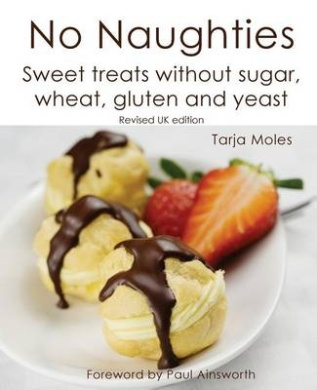 No Naughties
Sweet treats without sugar,
wheat, gluten and yeast
Revised UK edition
Tarja Moles
Foreword by Paul Ainsworth